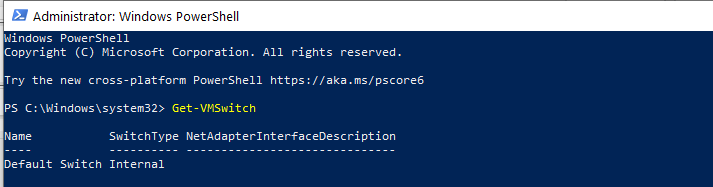 Administrator: Windows PowerShell
Windows PowerShell
Copyright (C) Microsoft Corporation. All rights reserved.
Try the new cross-platform PowerShell https://aka.ms/pscore6
PS C:\Windows\system32> Get-VMSwitch
Name           SwitchType NetAdapterInterfaceDescription
----           ---------- ------------------------------
Default Switch Internal